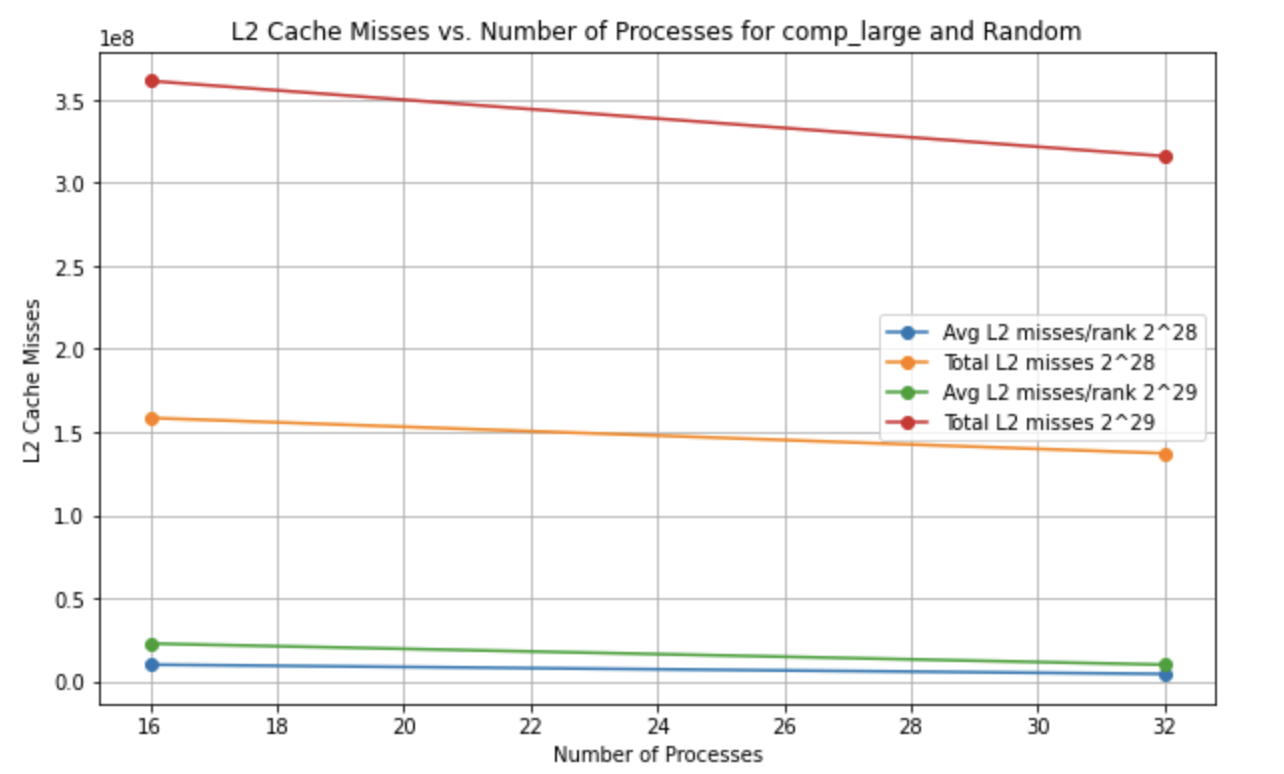 L2 Cache Misses vs. Number of Processes for comp_large and Random
1e8
3.5
3.0
2.5
2.0
1.5
1.0
0.5
0.0
L2 Cache Misses
Avg L2 misses/rank 2^28
Total L2 misses 2^28
Avg L2 misses/rank 2^29
Total L2 misses 2^29
16 18 20 22 24 26 28 30 32
Number of Processes